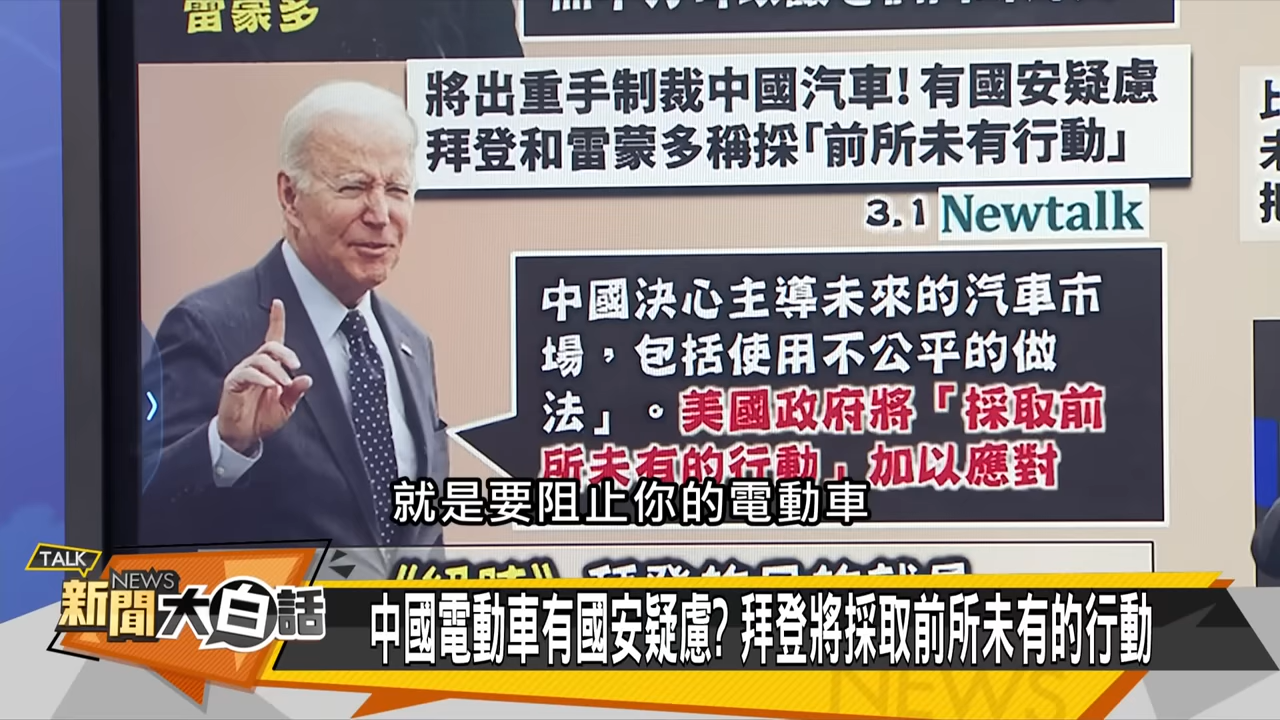 雷蒙多
將出重手制裁中國汽車!有國安疑慮
拜登和雷蒙多稱採「前所未有行動」
3.1 Newtalk
中國決心主導未來的汽車市
場,包括使用不公平的做
法」。美國政府將「採取前
所未有的行動」加以應對
就是要阻止你的電動車
TALK
NEWS
新聞大白話
中國電動車有國安疑慮?拜登將採取前所未有的行動
NEWS